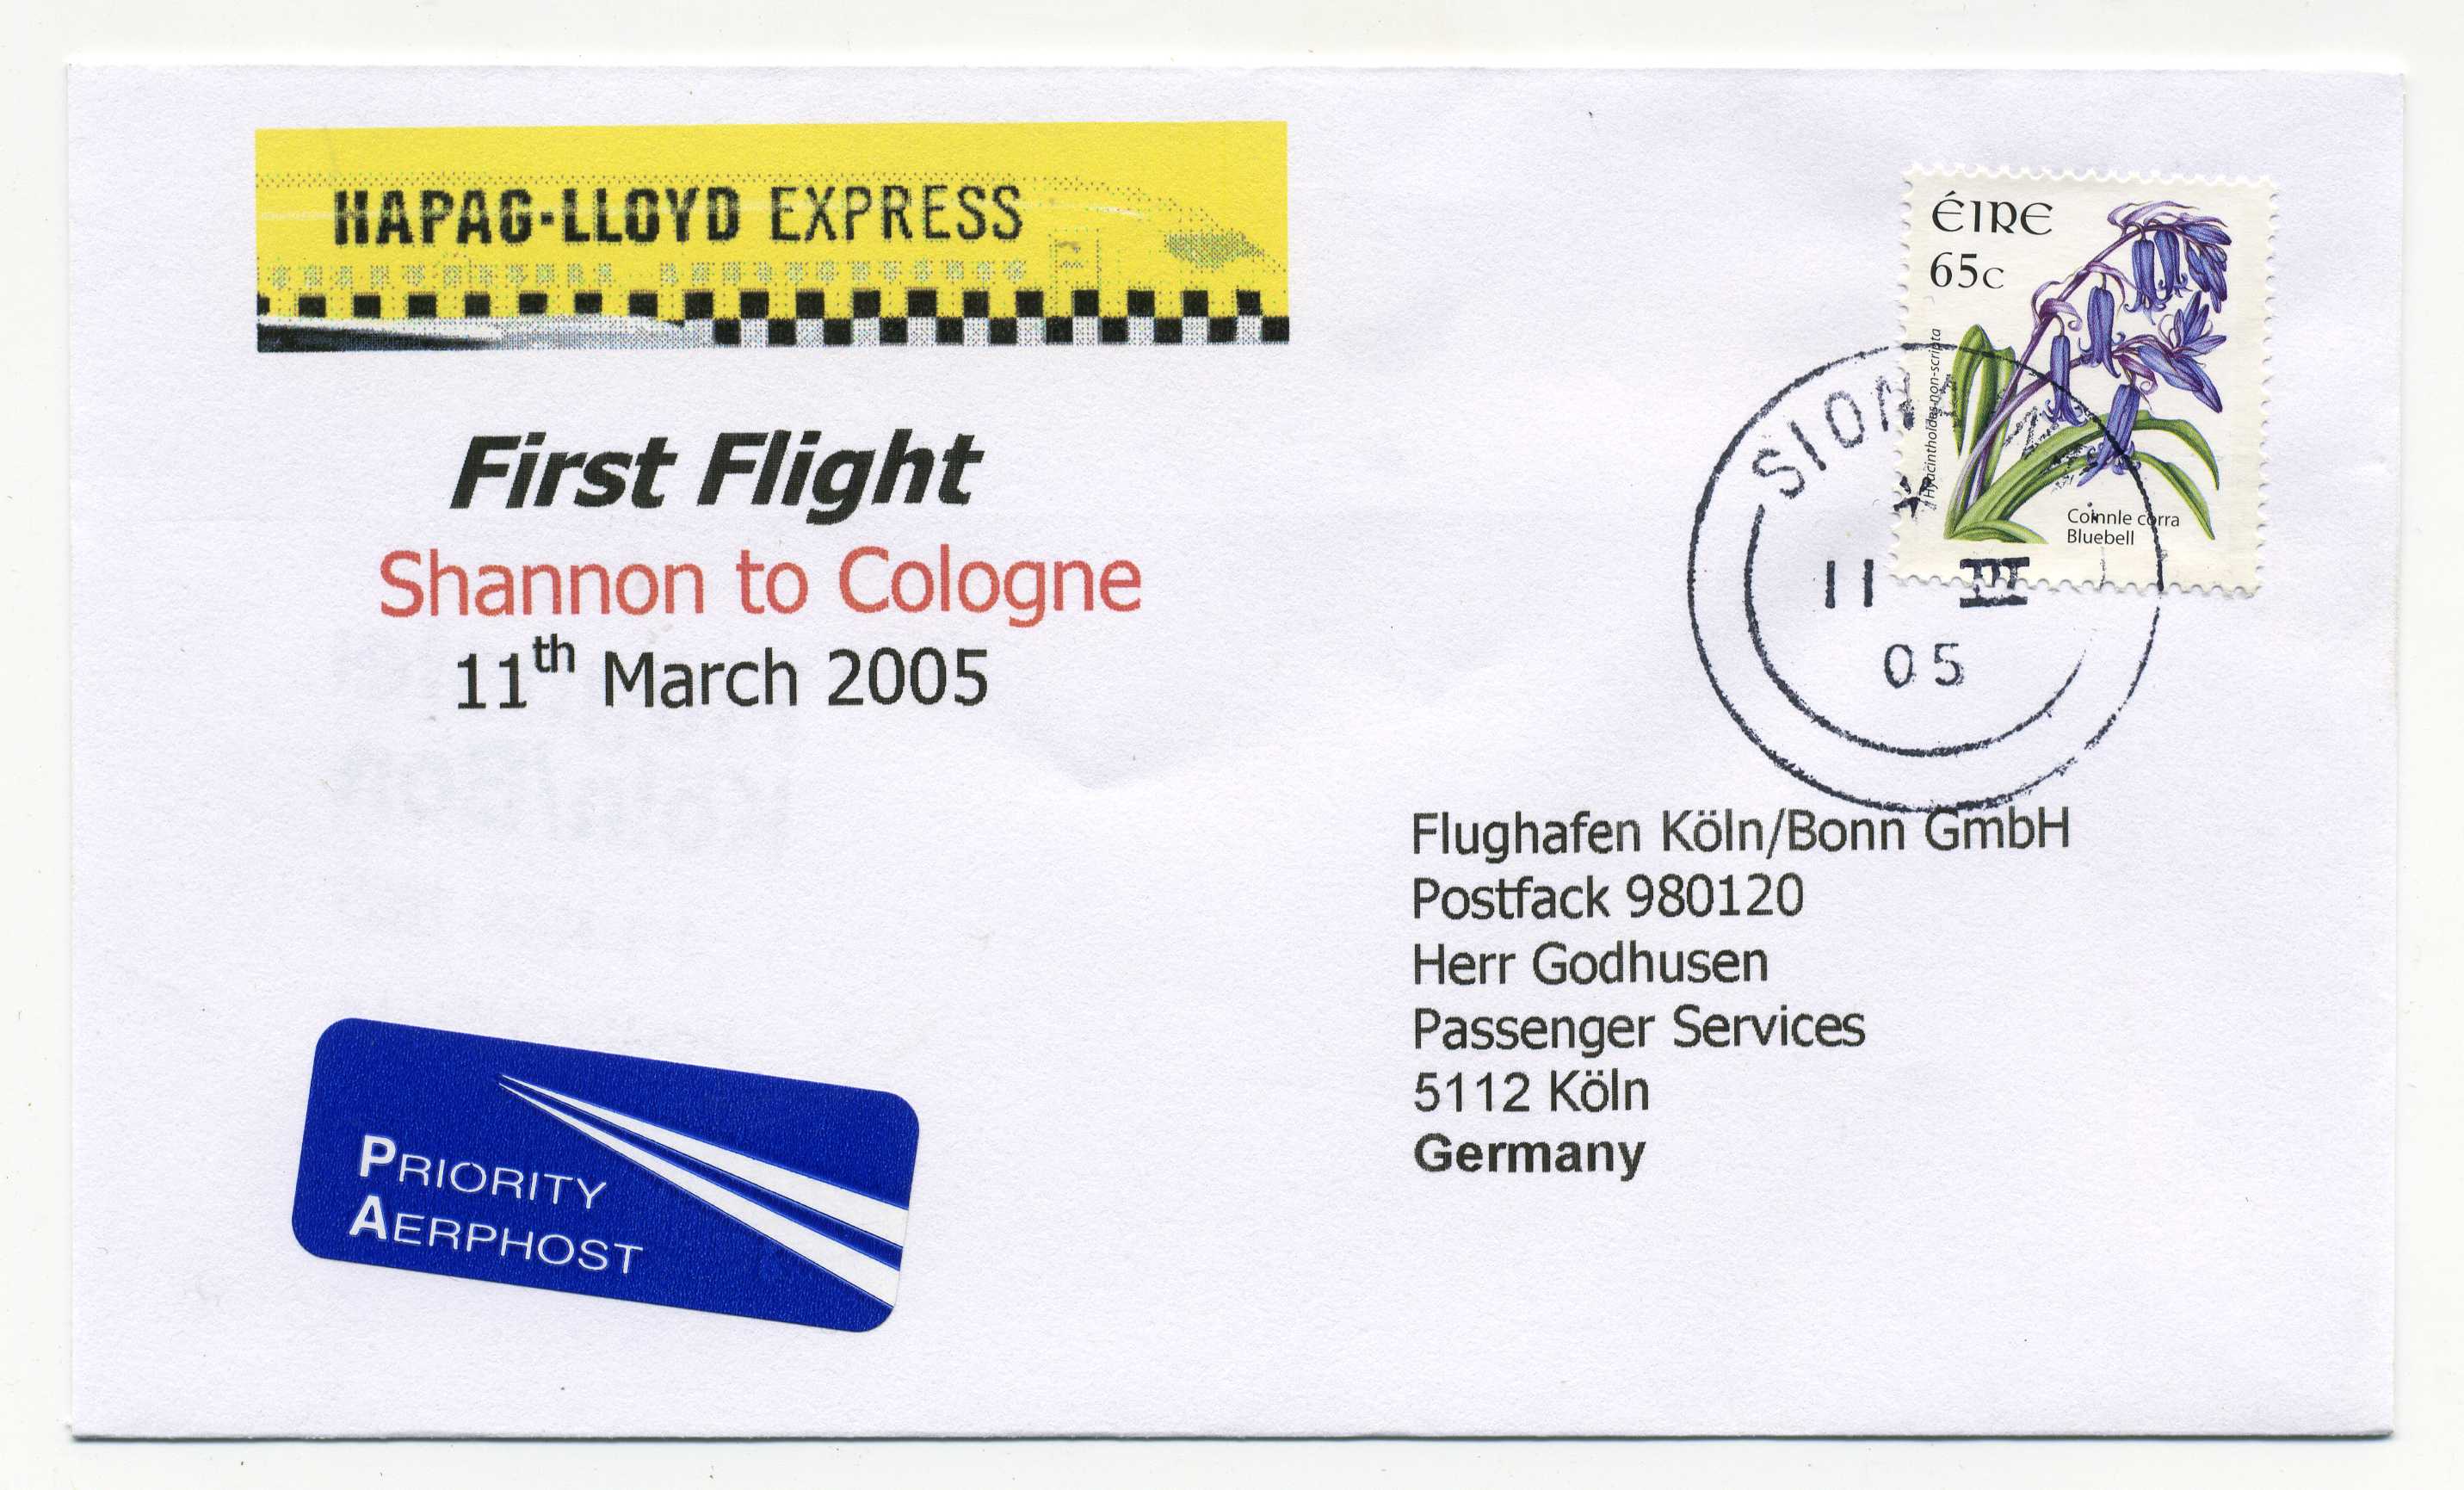 HAPAG-LLOYD EXPRESS
First Flight
Shannon to Cologne
11th March 2005
ÉIRE
65c
Hyacinthoides non-scripta
Coinnle corra
Bluebell
11 III
05
Flughafen Köln/Bonn GmbH
Postfack 980120
Herr Godhusen
Passenger Services
5112 Köln
Germany
PRIORITY
AERPHOST